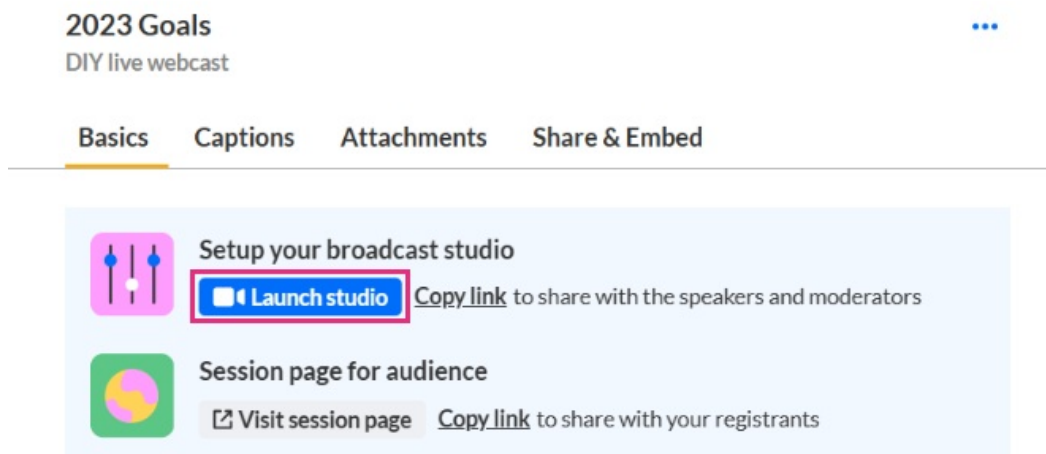 2023 Goals
DIY live webcast
Basics Captions Attachments Share & Embed
Setup your broadcast studio
Launch studio Copy link to share with the speakers and moderators
Session page for audience
Visit session page Copy link to share with your registrants